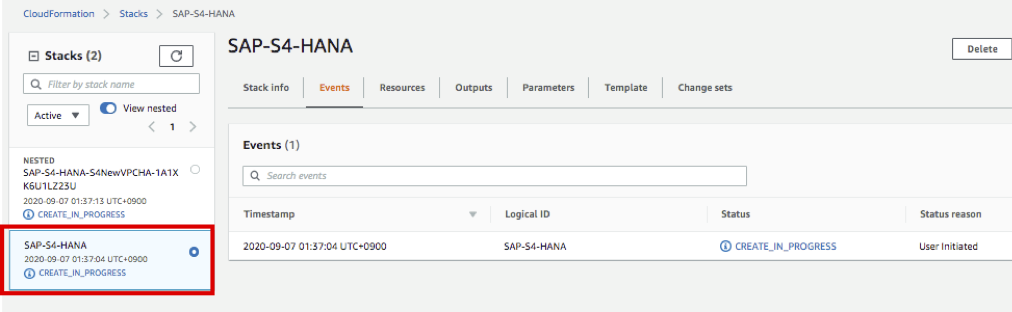 CloudFormation > Stacks > SAP-S4-HANA
Stacks (2)
Filter by stack name
Active ▼ View nested
< 1 >
NESTED
SAP-S4-HANA-S4NewVPCHA-1A1X
K6U1LZ23U
2020-09-07 01:37:13 UTC+0900
CREATE_IN_PROGRESS
SAP-S4-HANA
2020-09-07 01:37:04 UTC+0900
CREATE_IN_PROGRESS
SAP-S4-HANA
Delete
Stack info Events Resources Outputs Parameters Template Change sets
Events (1)
Search events
Timestamp ▼ Logical ID Status Status reason
2020-09-07 01:37:04 UTC+0900 SAP-S4-HANA CREATE_IN_PROGRESS User Initiated